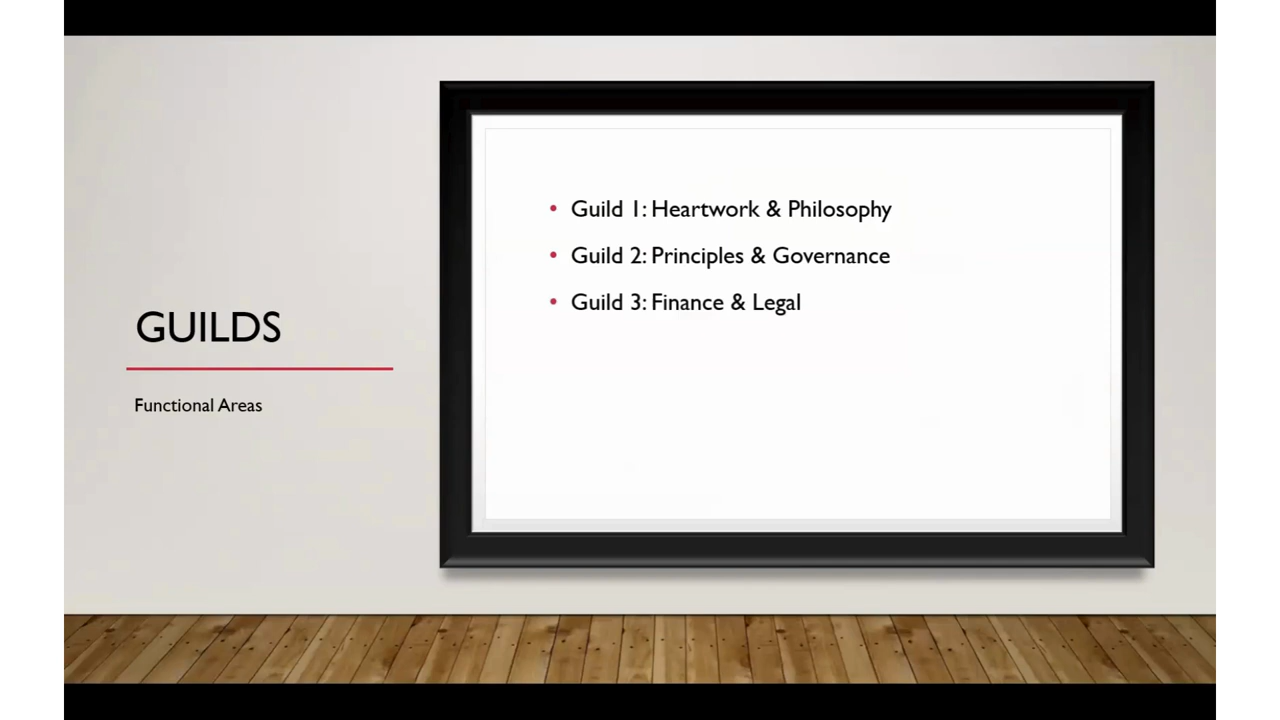 GUILDS
Functional Areas
• Guild 1: Heartwork & Philosophy
• Guild 2: Principles & Governance
• Guild 3: Finance & Legal